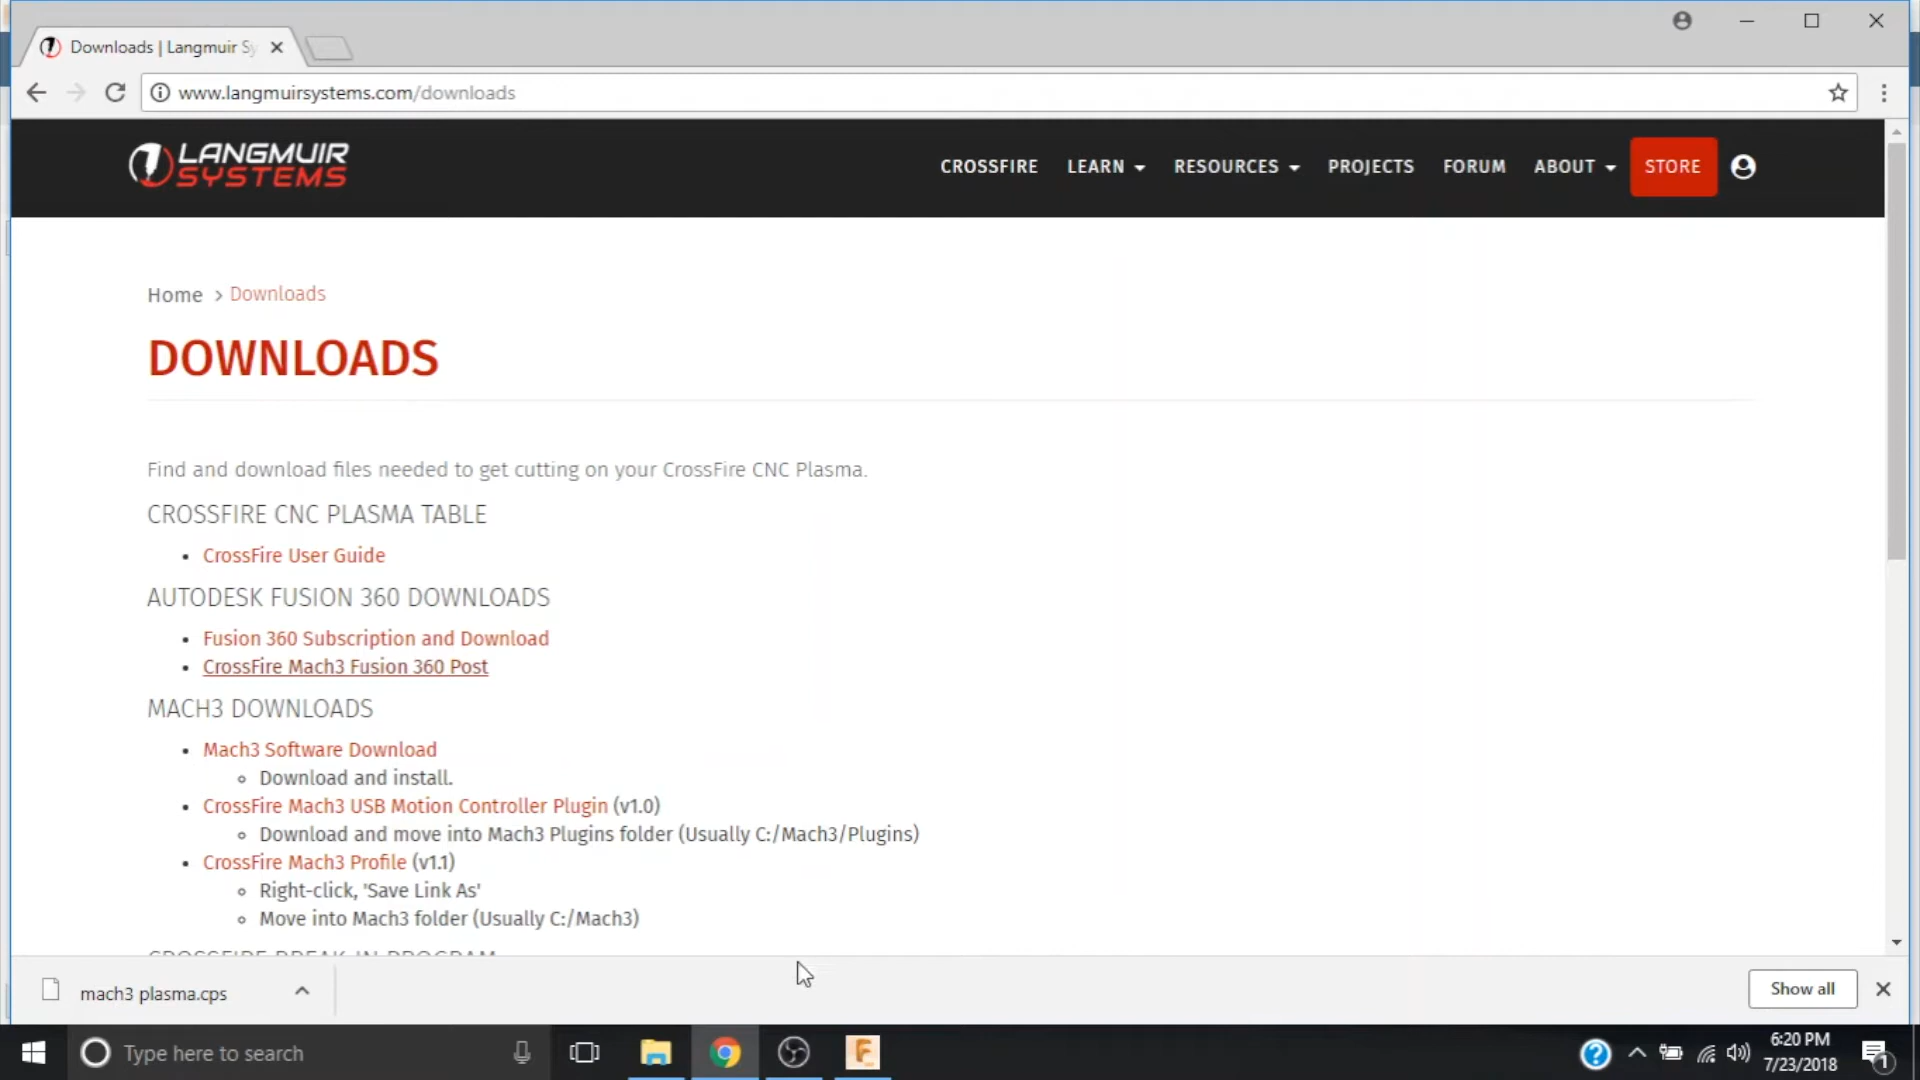 Downloads | Langmuir Sy
www.langmuirsystems.com/downloads
LANGMUIR
SYSTEMS
CROSSFIRE LEARN RESOURCES PROJECTS FORUM ABOUT STORE
Home > Downloads
DOWNLOADS
Find and download files needed to get cutting on your CrossFire CNC Plasma.
CROSSFIRE CNC PLASMA TABLE
• CrossFire User Guide
AUTODESK FUSION 360 DOWNLOADS
• Fusion 360 Subscription and Download
• CrossFire Mach3 Fusion 360 Post
MACH3 DOWNLOADS
• Mach3 Software Download
◦ Download and install.
• CrossFire Mach3 USB Motion Controller Plugin (v1.0)
◦ Download and move into Mach3 Plugins folder (Usually C:/Mach3/Plugins)
• CrossFire Mach3 Profile (v1.1)
◦ Right-click, 'Save Link As'
◦ Move into Mach3 folder (Usually C:/Mach3)
CROSSFIRE BREAK-IN PROGRAM
mach3 plasma.cps
Show all
Type here to search
6:20 PM
7/23/2018
1